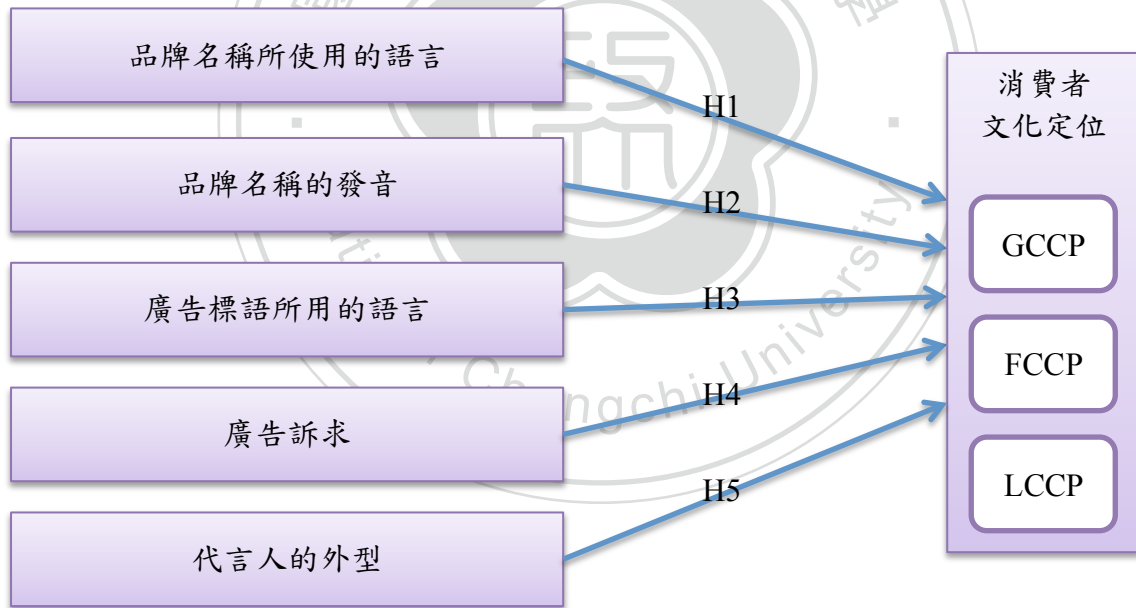 品牌名稱所使用的語言
品牌名稱的發音
廣告標語所用的語言
廣告訴求
代言人的外型
H1
H2
H3
H4
H5
消費者
文化定位
GCCP
FCCP
LCCP
Chengchi University